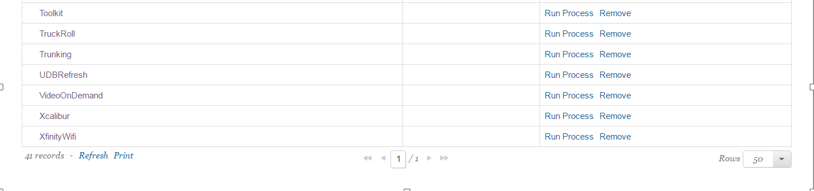 Toolkit Run Process Remove
TruckRoll Run Process Remove
Trunking Run Process Remove
UDBRefresh Run Process Remove
VideoOnDemand Run Process Remove
Xcalibur Run Process Remove
XfinityWifi Run Process Remove
41 records - Refresh Print 1 / 1 Rows 50